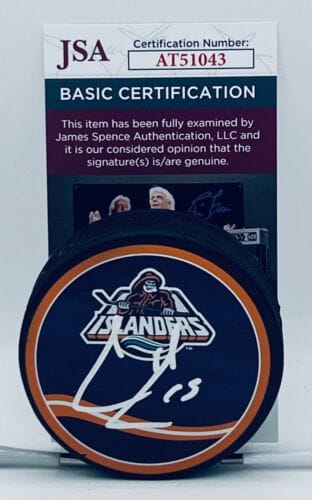 JSA
Certification Number:
AT51043
BASIC CERTIFICATION
This item has been fully examined by
James Spence Authentication, LLC and
it is our considered opinion that the
signature(s) is/are genuine.
ISLANDERS
TM